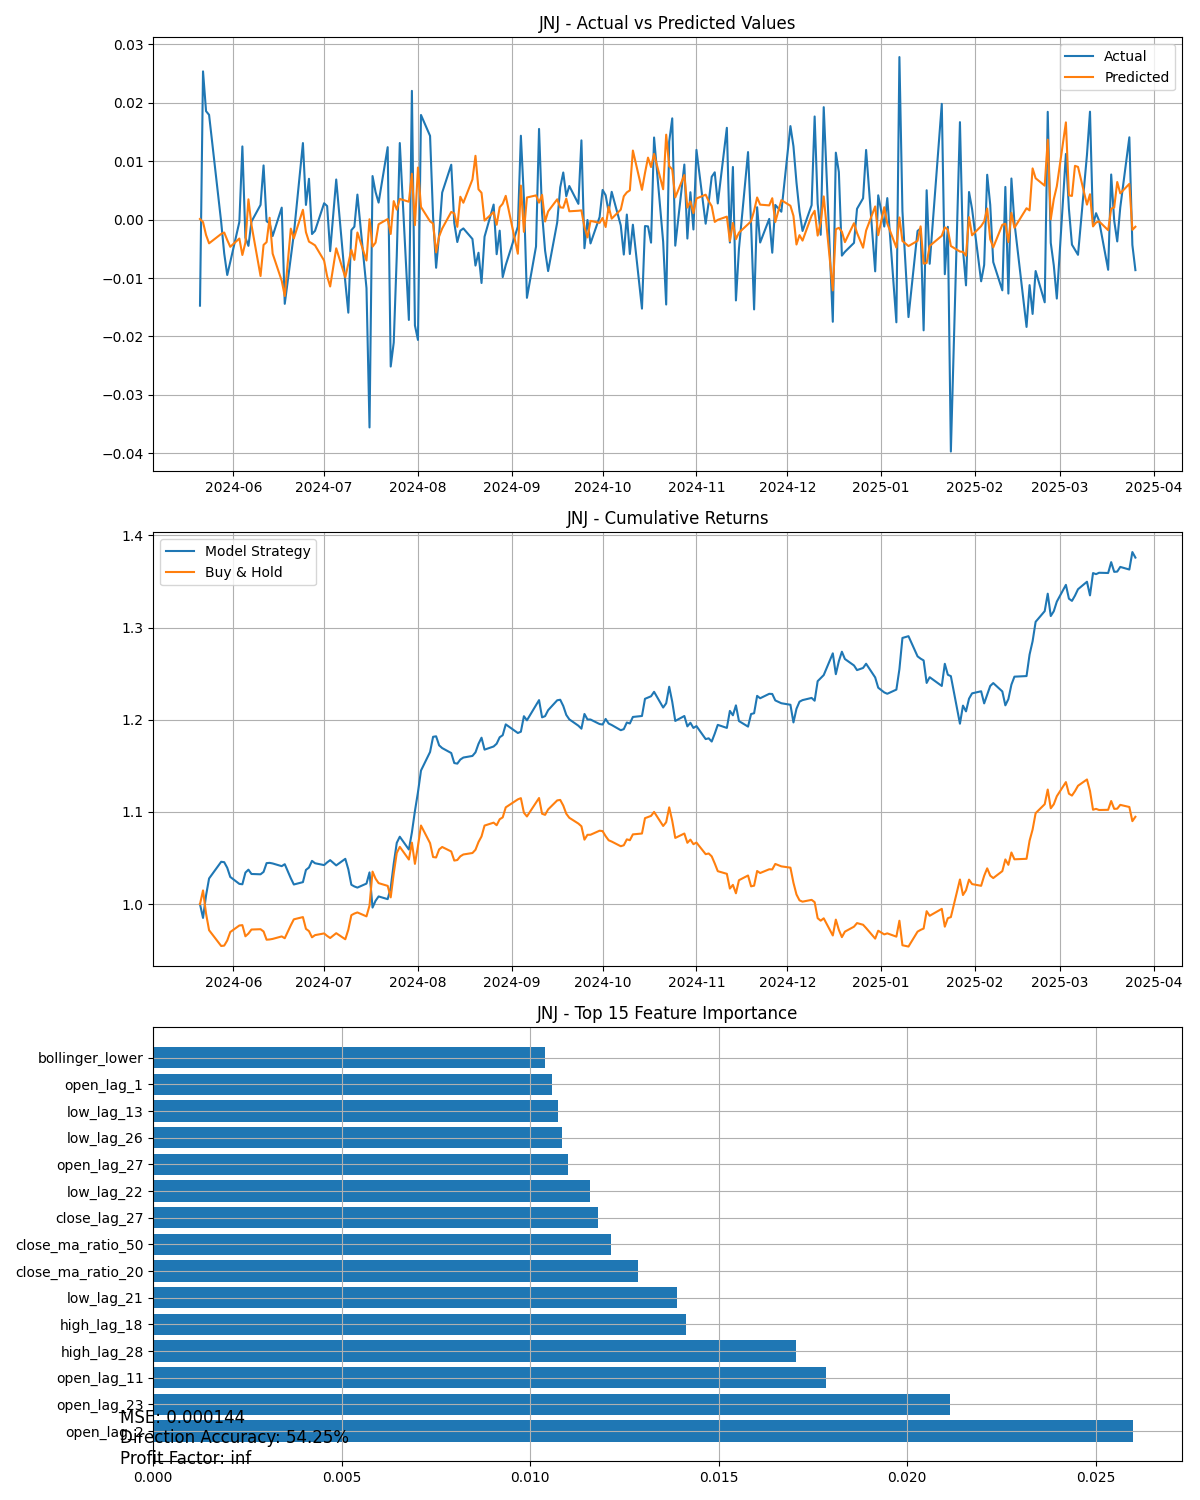 JNJ - Actual vs Predicted Values
Actual
Predicted
0.03
0.02
0.01
0.00
−0.01
−0.02
−0.03
−0.04
2024-06 2024-07 2024-08 2024-09 2024-10 2024-11 2024-12 2025-01 2025-02 2025-03 2025-04
JNJ - Cumulative Returns
Model Strategy
Buy & Hold
1.4
1.3
1.2
1.1
1.0
2024-06 2024-07 2024-08 2024-09 2024-10 2024-11 2024-12 2025-01 2025-02 2025-03 2025-04
JNJ - Top 15 Feature Importance
bollinger_lower
open_lag_1
low_lag_13
low_lag_26
open_lag_27
low_lag_22
close_lag_27
close_ma_ratio_50
close_ma_ratio_20
low_lag_21
high_lag_18
high_lag_28
open_lag_11
open_lag_23
open_lag_2
MSE: 0.000144
Direction Accuracy: 54.25%
Profit Factor: inf
0.000 0.005 0.010 0.015 0.020 0.025